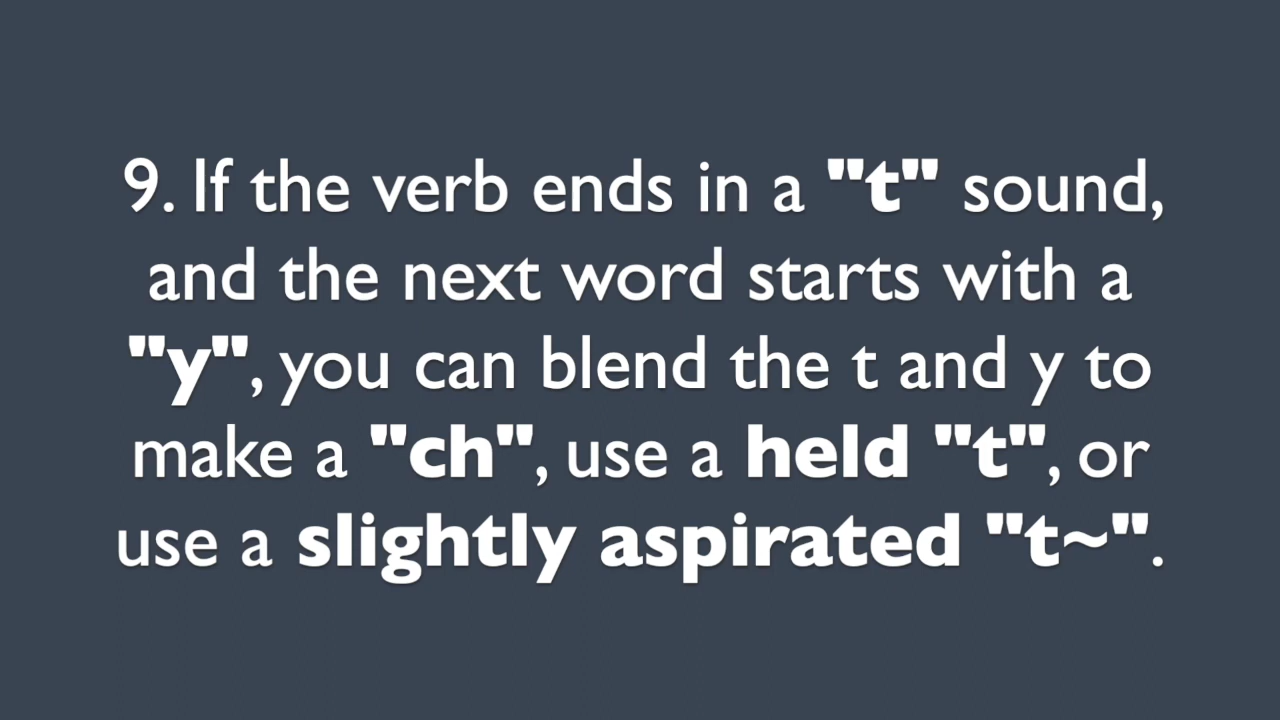 9. If the verb ends in a "t" sound,
and the next word starts with a
"y", you can blend the t and y to
make a "ch", use a held "t", or
use a slightly aspirated "t~".